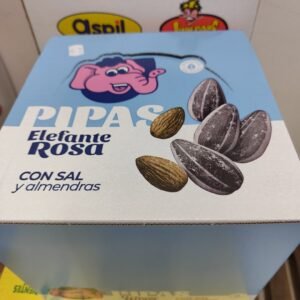 aspil
PIPAS
Elefante
Rosa
CON SAL
y almendras